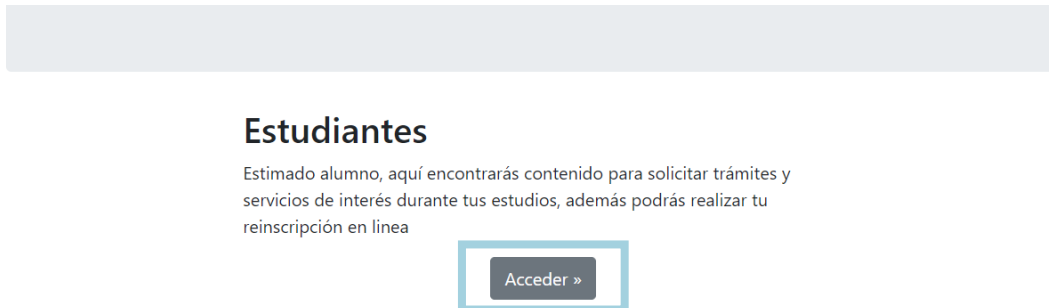 Estudiantes
Estimado alumno, aquí encontrarás contenido para solicitar trámites y
servicios de interés durante tus estudios, además podrás realizar tu
reinscripción en linea
Acceder »